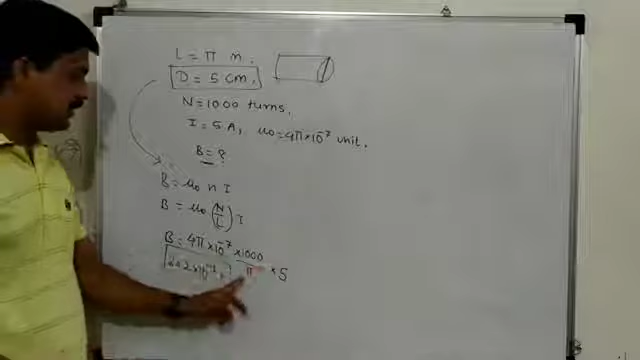 L = π m.
D = 5 cm.
N = 1000 turns.
I = 5 A, μ0 = 4π×10⁻⁷ unit.
B = ?
B = μ0 n I
B = μ0 (N/L) I
B = 4π×10⁻⁷ × 1000/π × 5